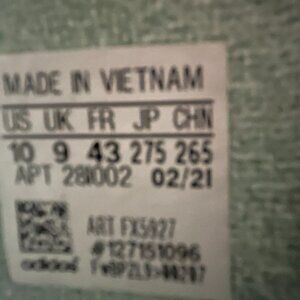 MADE IN VIETNAM
US UK FR JP CHN
10 9 43 275 265
APT 281002 02/21
ART FX5927
#127151096
adidas